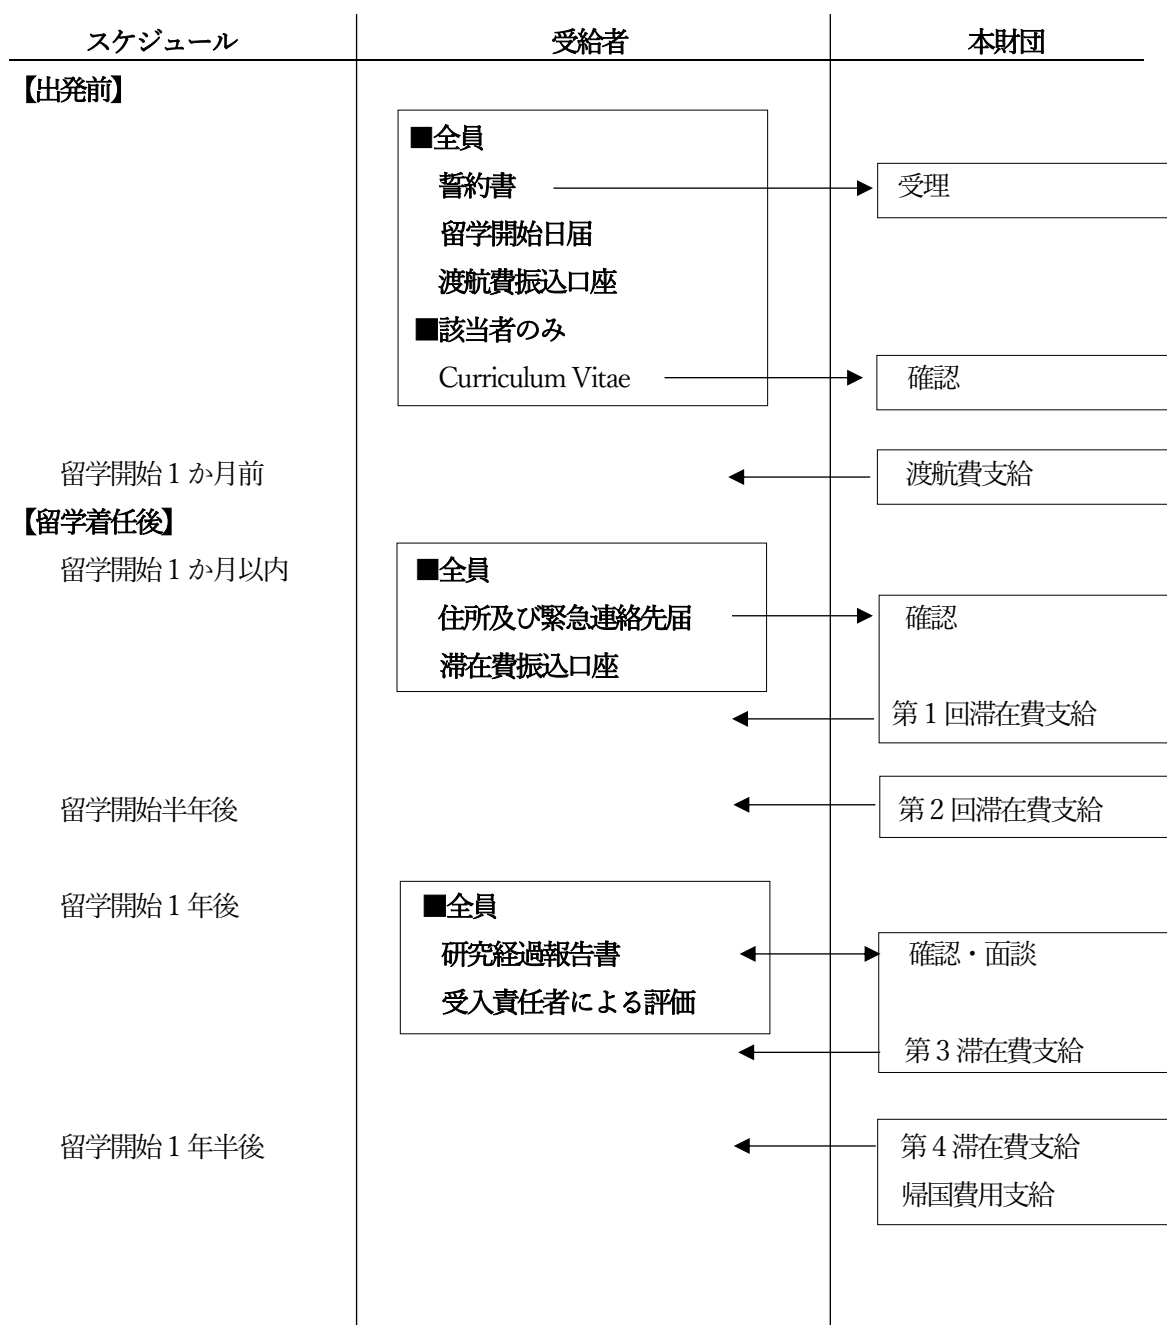 スケジュール 受給者 本財団
【出発前】
■全員
誓約書 受理
留学開始日届
渡航費振込口座
■該当者のみ
Curriculum Vitae 確認
留学開始1か月前 渡航費支給
【留学着任後】
留学開始1か月以内 ■全員
住所及び緊急連絡先届 確認
滞在費振込口座
第1回滞在費支給
留学開始半年後 第2回滞在費支給
留学開始1年後 ■全員
研究経過報告書 確認・面談
受入責任者による評価
第3滞在費支給
留学開始1年半後 第4滞在費支給
帰国費用支給